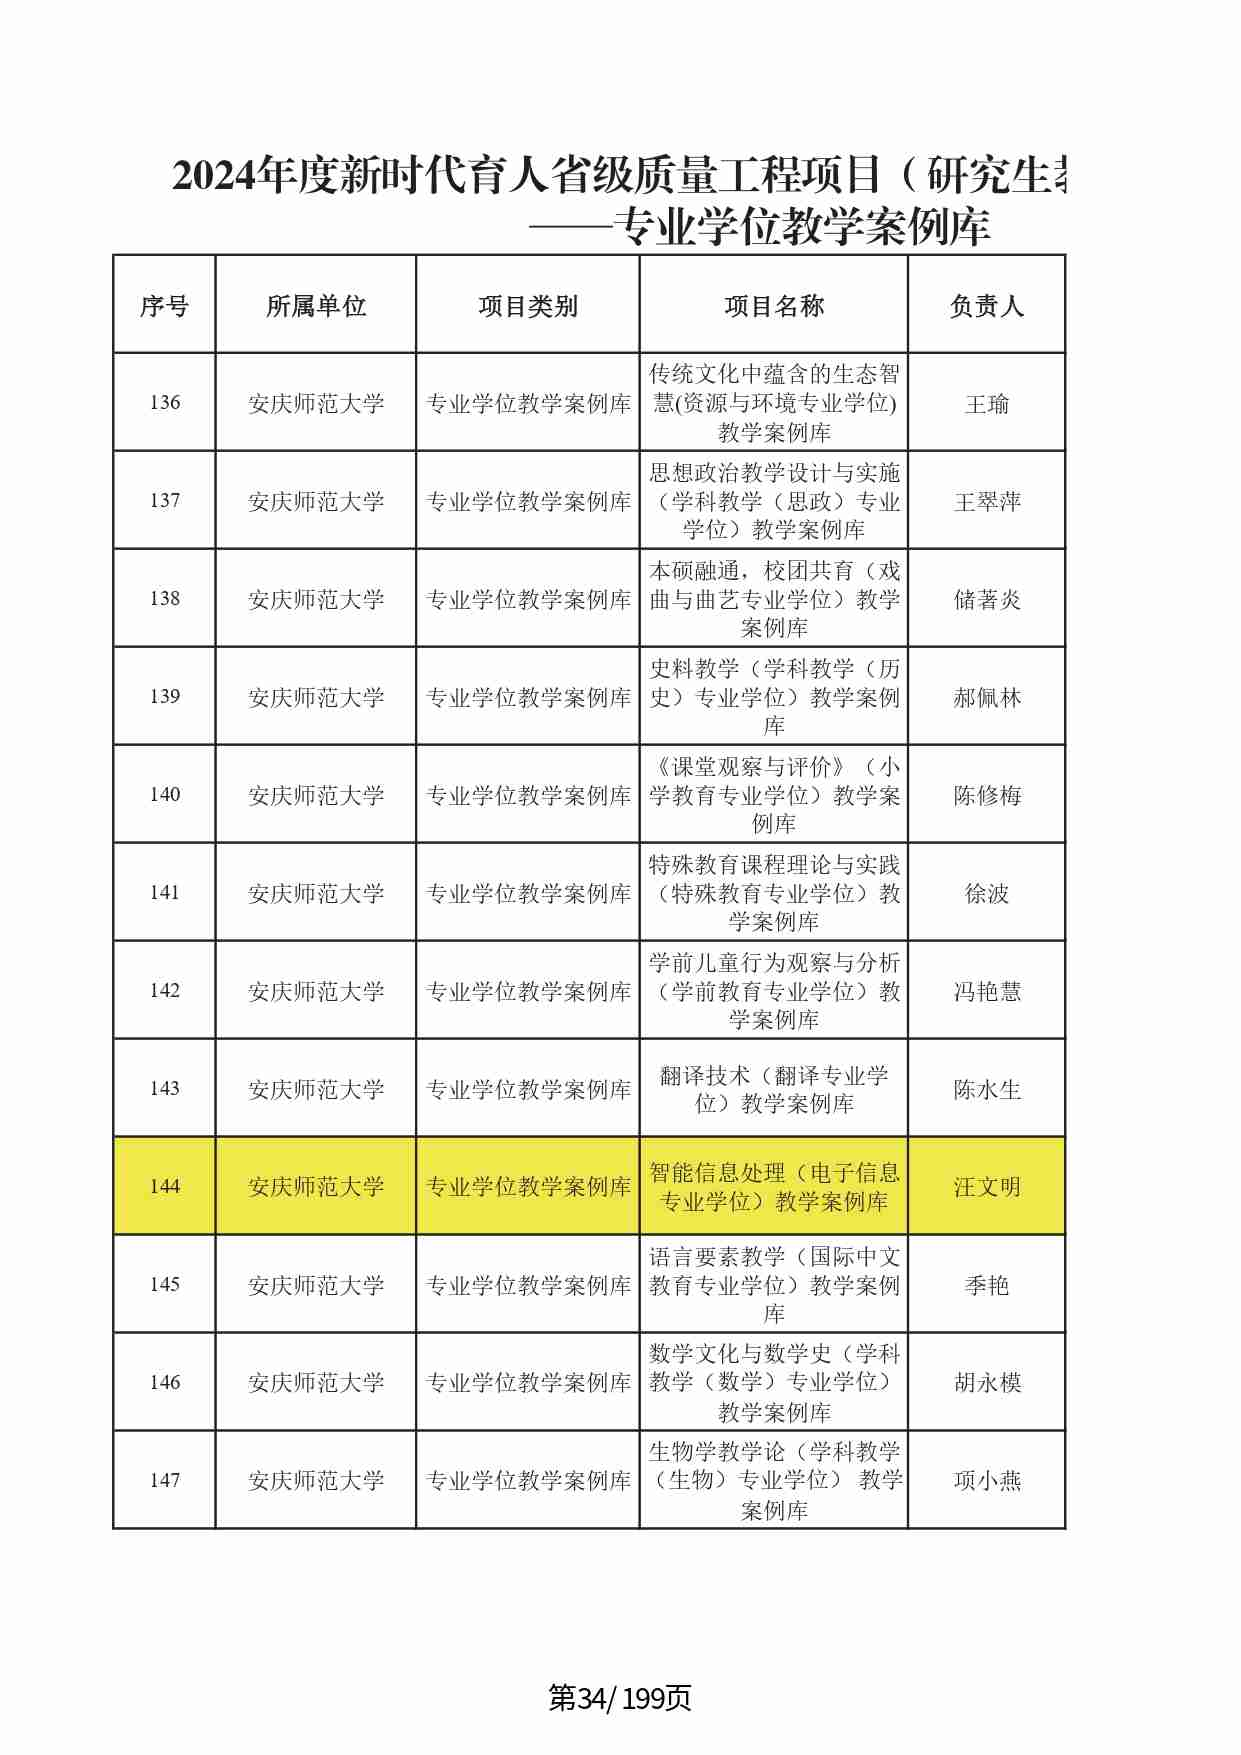 2024年度新时代育人省级质量工程项目（研究生
——专业学位教学案例库
序号 所属单位 项目类别 项目名称 负责人
传统文化中蕴含的生态智
136 安庆师范大学 专业学位教学案例库 慧(资源与环境专业学位) 王瑜
教学案例库
思想政治教学设计与实施
137 安庆师范大学 专业学位教学案例库 （学科教学（思政）专业 王翠萍
学位）教学案例库
本硕融通，校团共育（戏
138 安庆师范大学 专业学位教学案例库 曲与曲艺专业学位）教学 储著炎
案例库
史料教学（学科教学（历
139 安庆师范大学 专业学位教学案例库 史）专业学位）教学案例 郝佩林
库
《课堂观察与评价》（小
140 安庆师范大学 专业学位教学案例库 学教育专业学位）教学案 陈修梅
例库
特殊教育课程理论与实践
141 安庆师范大学 专业学位教学案例库 （特殊教育专业学位）教 徐波
学案例库
学前儿童行为观察与分析
142 安庆师范大学 专业学位教学案例库 （学前教育专业学位）教 冯艳慧
学案例库
翻译技术（翻译专业学
143 安庆师范大学 专业学位教学案例库 陈水生
位）教学案例库
智能信息处理（电子信息
144 安庆师范大学 专业学位教学案例库 汪文明
专业学位）教学案例库
语言要素教学（国际中文
145 安庆师范大学 专业学位教学案例库 教育专业学位）教学案例 季艳
库
数学文化与数学史（学科
146 安庆师范大学 专业学位教学案例库 教学（数学）专业学位） 胡永模
教学案例库
生物学教学论（学科教学
147 安庆师范大学 专业学位教学案例库 （生物）专业学位） 教学 项小燕
案例库
第34/ 199页